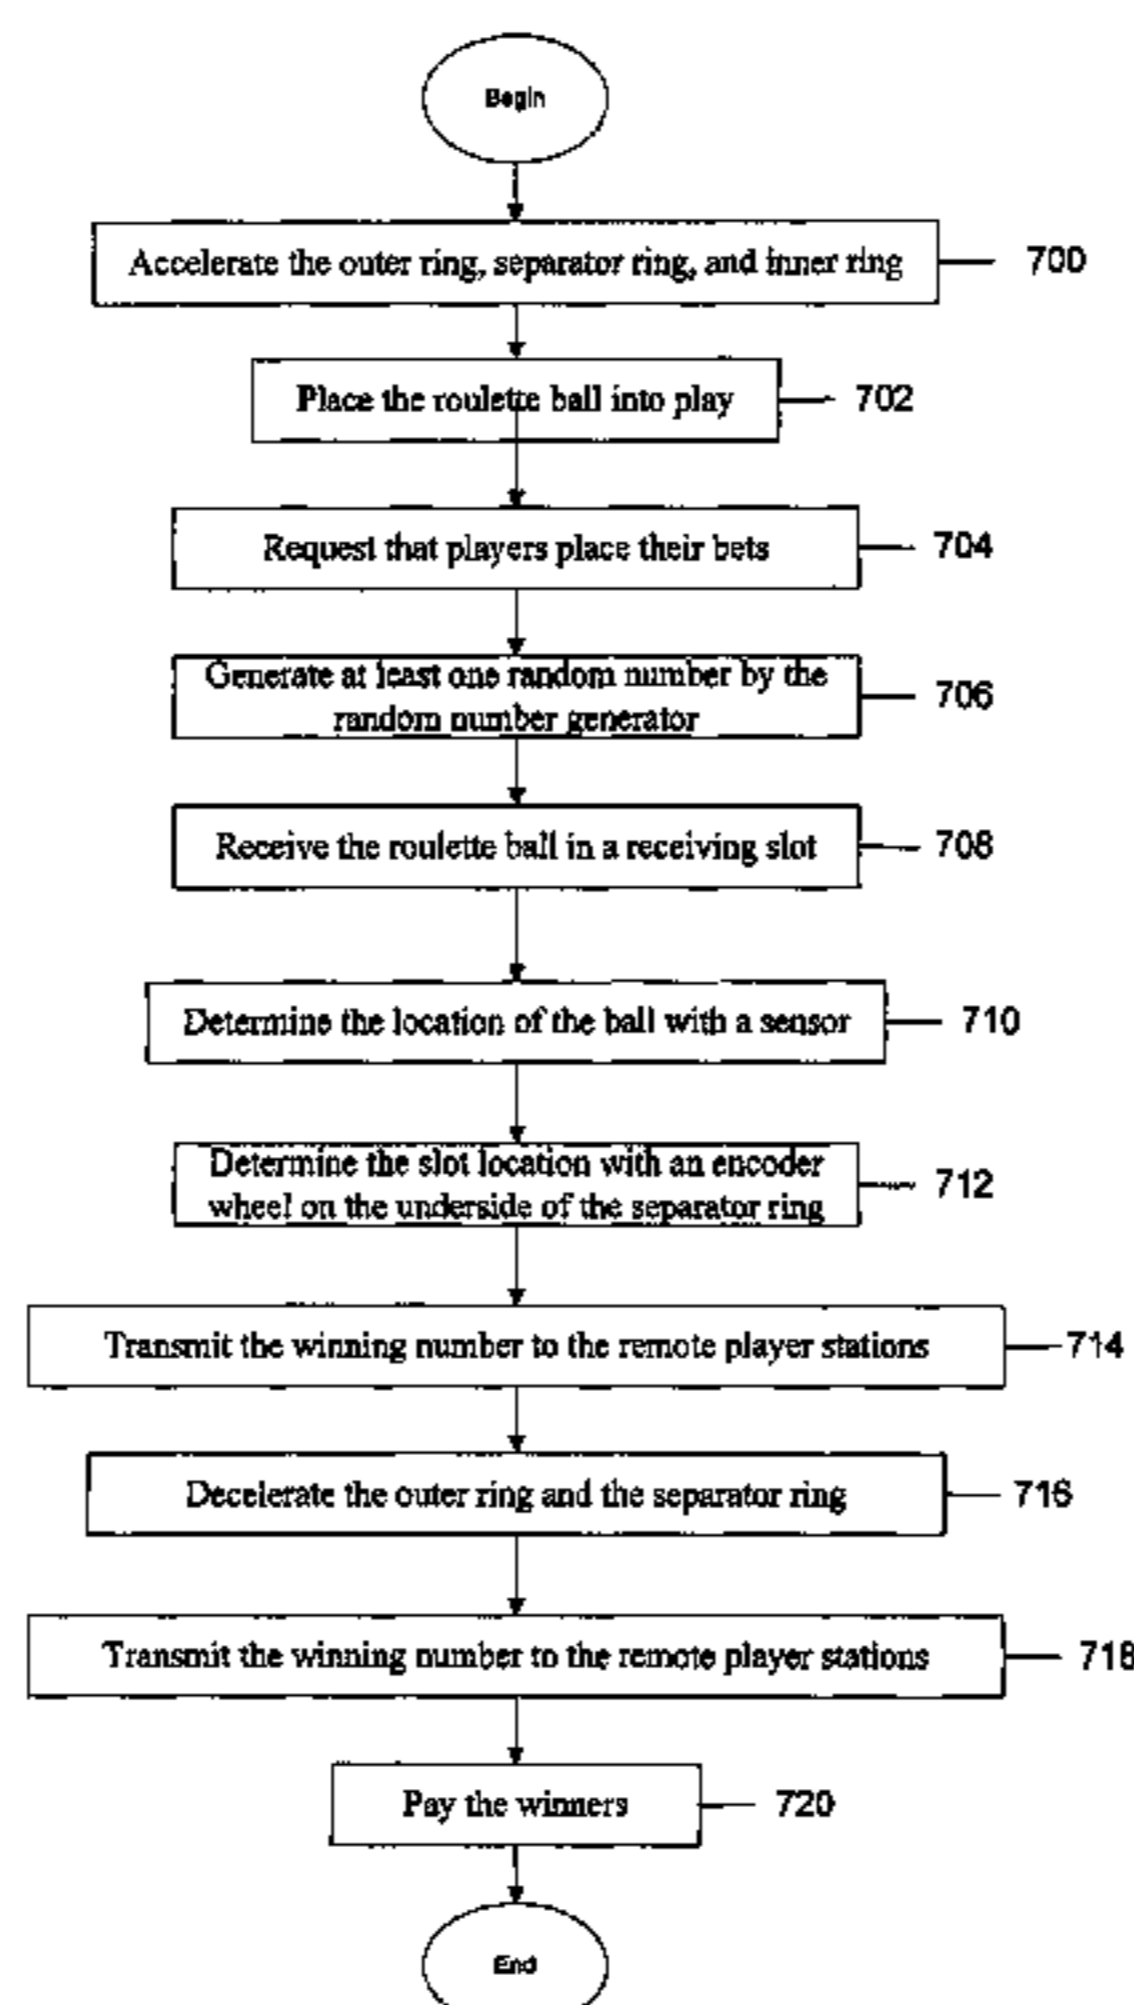 Begin
Accelerate the outer ring, separator ring, and inner ring
700
Place the roulette ball into play
702
Request that players place their bets
704
Generate at least one random number by the
random number generator
706
Receive the roulette ball in a receiving slot
708
Determine the location of the ball with a sensor
710
Determine the slot location with an encoder
wheel on the underside of the separator ring
712
Transmit the winning number to the remote player stations
714
Decelerate the outer ring and the separator ring
716
Transmit the winning number to the remote player stations
718
Pay the winners
720
End